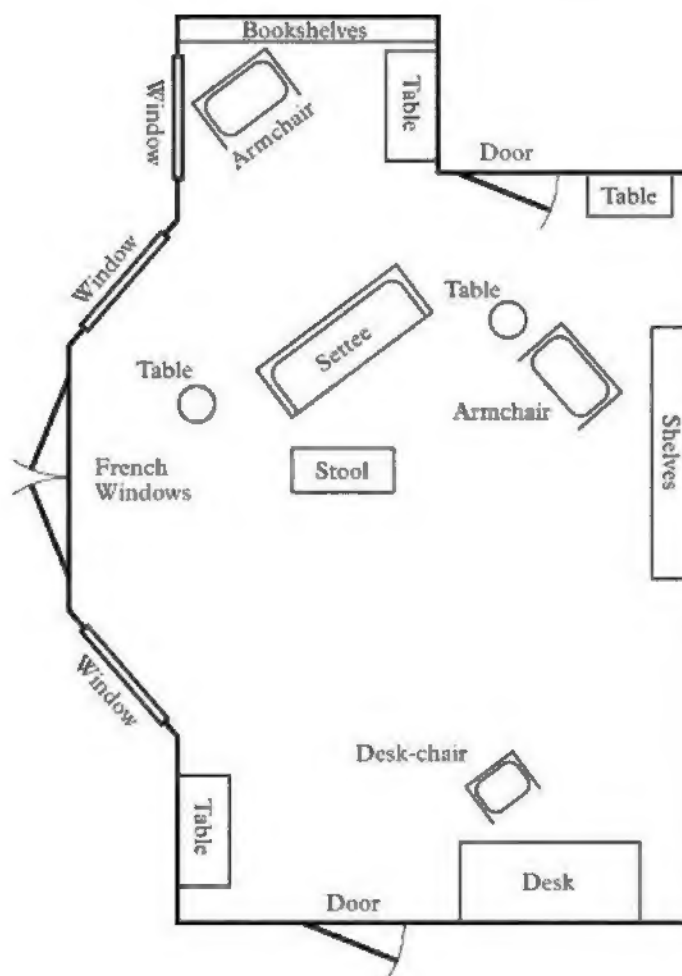 Bookshelves
Window
Armchair
Table
Door
Table
Window
Table
Settee
Table
Armchair
Shelves
French
Windows
Stool
Window
Desk-chair
Table
Desk
Door